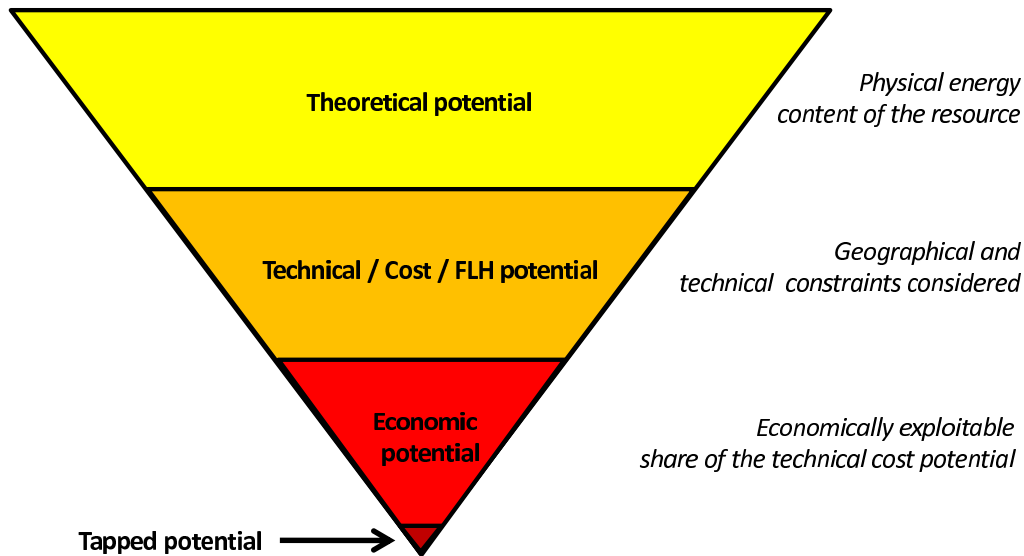 Theoretical potential
Physical energy
content of the resource
Technical / Cost / FLH potential
Geographical and
technical constraints considered
Economic
potential
Economically exploitable
share of the technical cost potential
Tapped potential